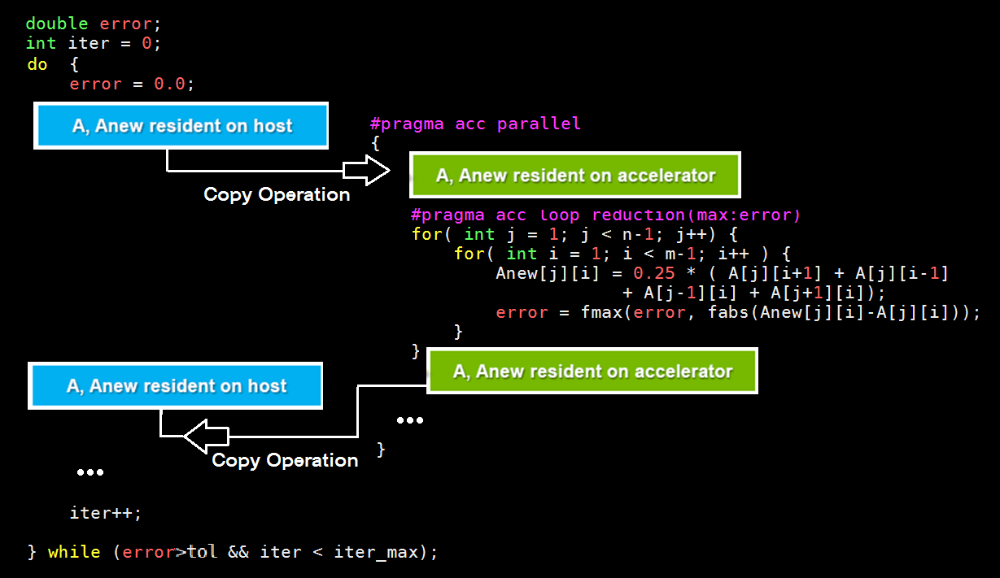 double error;
int iter = 0;
do {
error = 0.0;
A, Anew resident on host
#pragma acc parallel
{
A, Anew resident on accelerator
Copy Operation
#pragma acc loop reduction(max:error)
for( int j = 1; j < n-1; j++) {
for( int i = 1; i < m-1; i++ ) {
Anew[j][i] = 0.25 * ( A[j][i+1] + A[j][i-1]
+ A[j-1][i] + A[j+1][i]);
error = fmax(error, fabs(Anew[j][i]-A[j][i]));
}
}
A, Anew resident on accelerator
A, Anew resident on host
...
}
Copy Operation
...
iter++;
} while (error>tol && iter < iter_max);